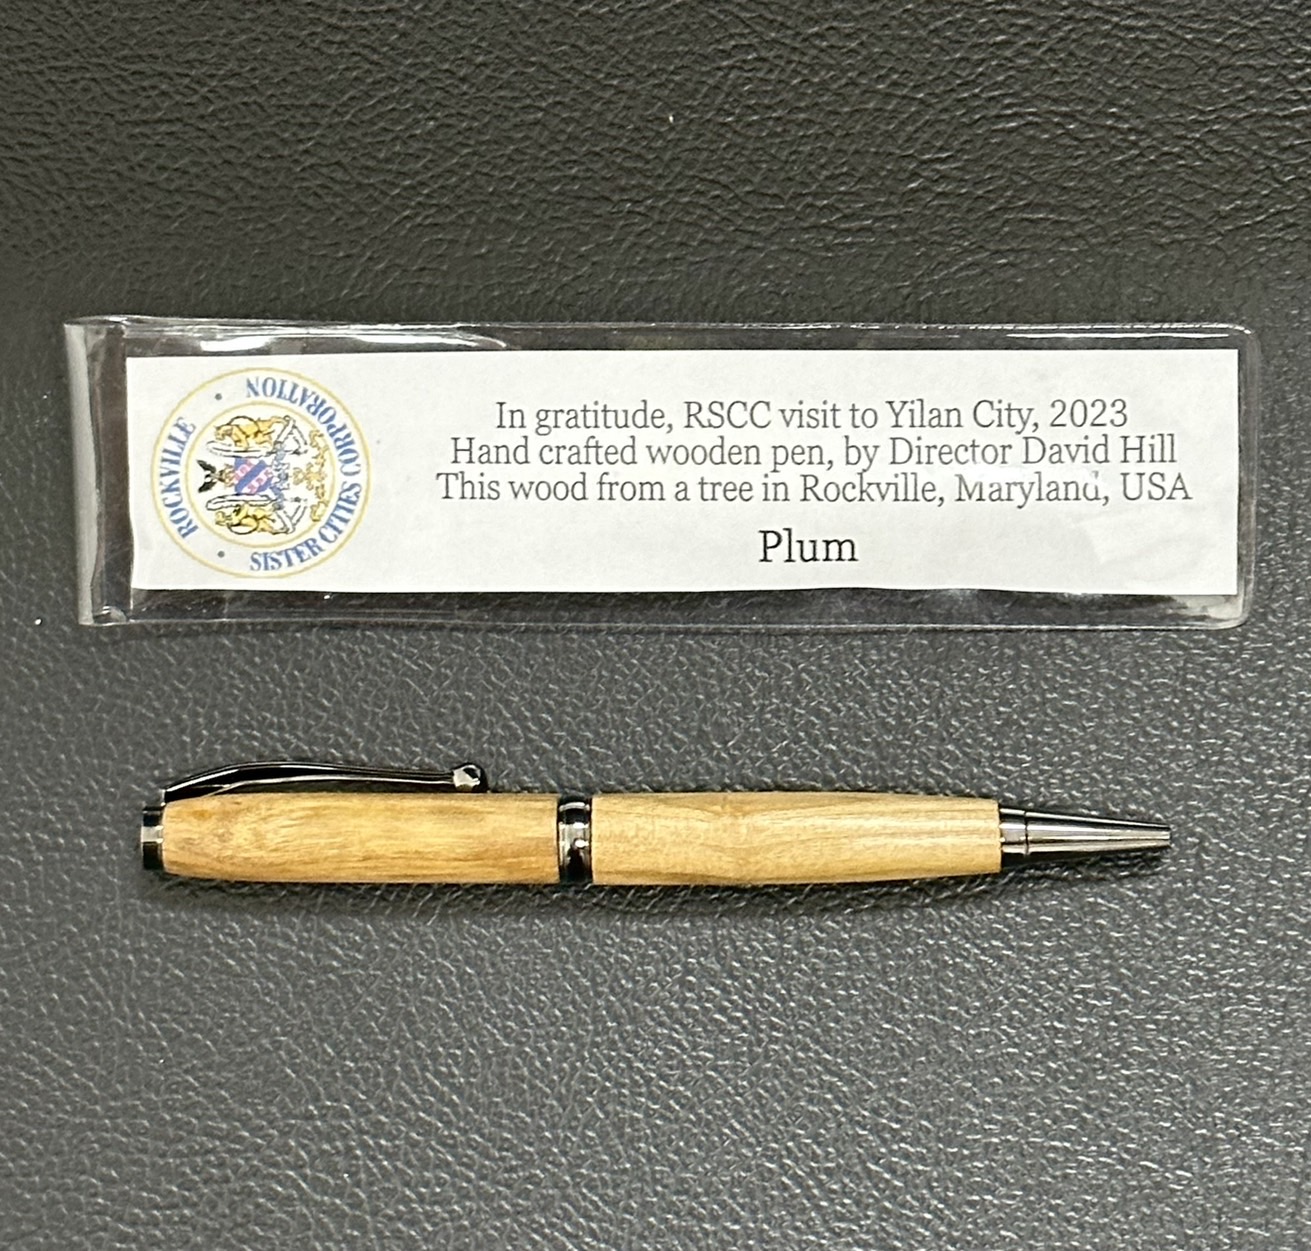 ROCKVILLE • SISTER CITIES CORPORATION •
In gratitude, RSCC visit to Yilan City, 2023
Hand crafted wooden pen, by Director David Hill
This wood from a tree in Rockville, Maryland, USA
Plum